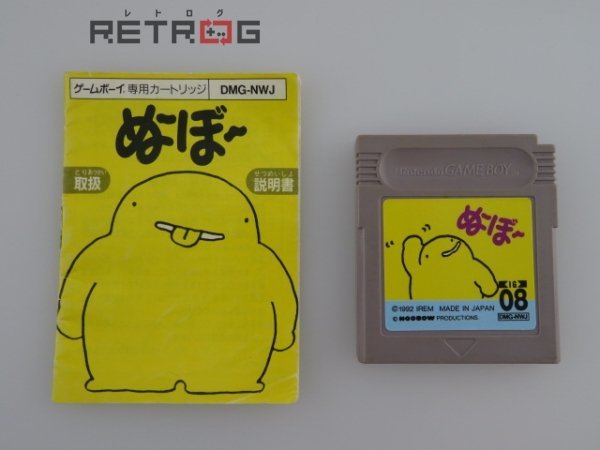 レトログ
RETROG
ゲームボーイ専用カートリッジ DMG-NWJ
ぬ〜ぼ〜
とりあつかい せつめいしょ
取扱 説明書
Nintendo GAME BOY
ぬ〜ぼ〜
IG
08
©1992 IREM MADE IN JAPAN
© NOOBOW PRODUCTIONS
DMG-NWJ